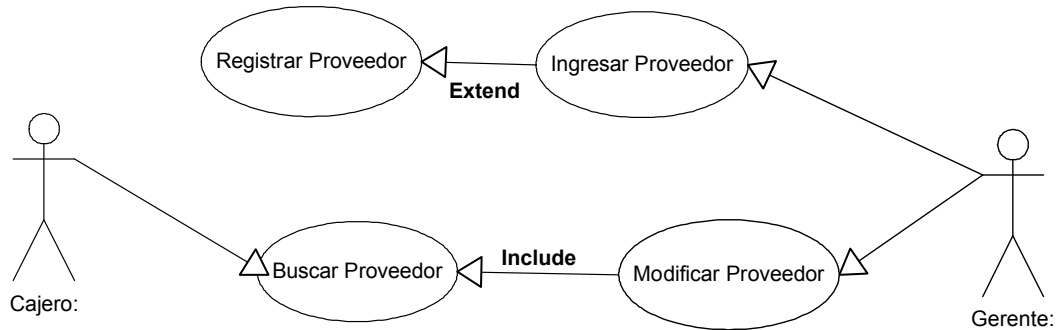 Registrar Proveedor
Ingresar Proveedor
Extend
Include
Buscar Proveedor
Modificar Proveedor
Cajero:
Gerente: